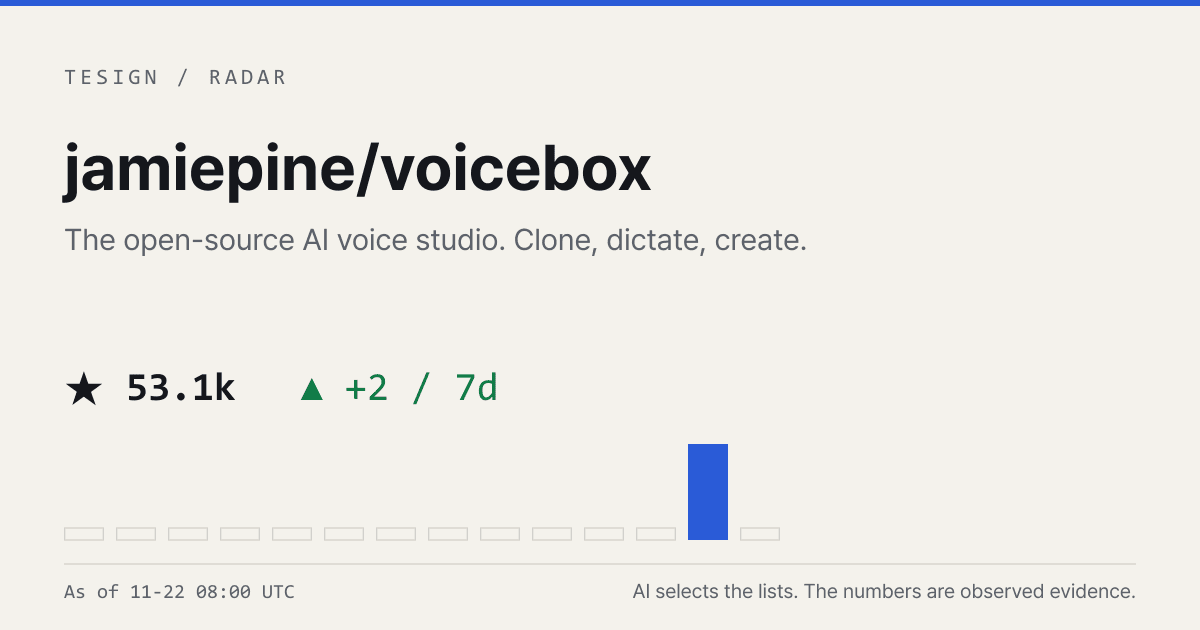 TESIGN / RADAR
jamiepine/voicebox
The open-source AI voice studio. Clone, dictate, create.
★ 53.1k ▲ +2 / 7d
As of 11-22 08:00 UTC
AI selects the lists. The numbers are observed evidence.